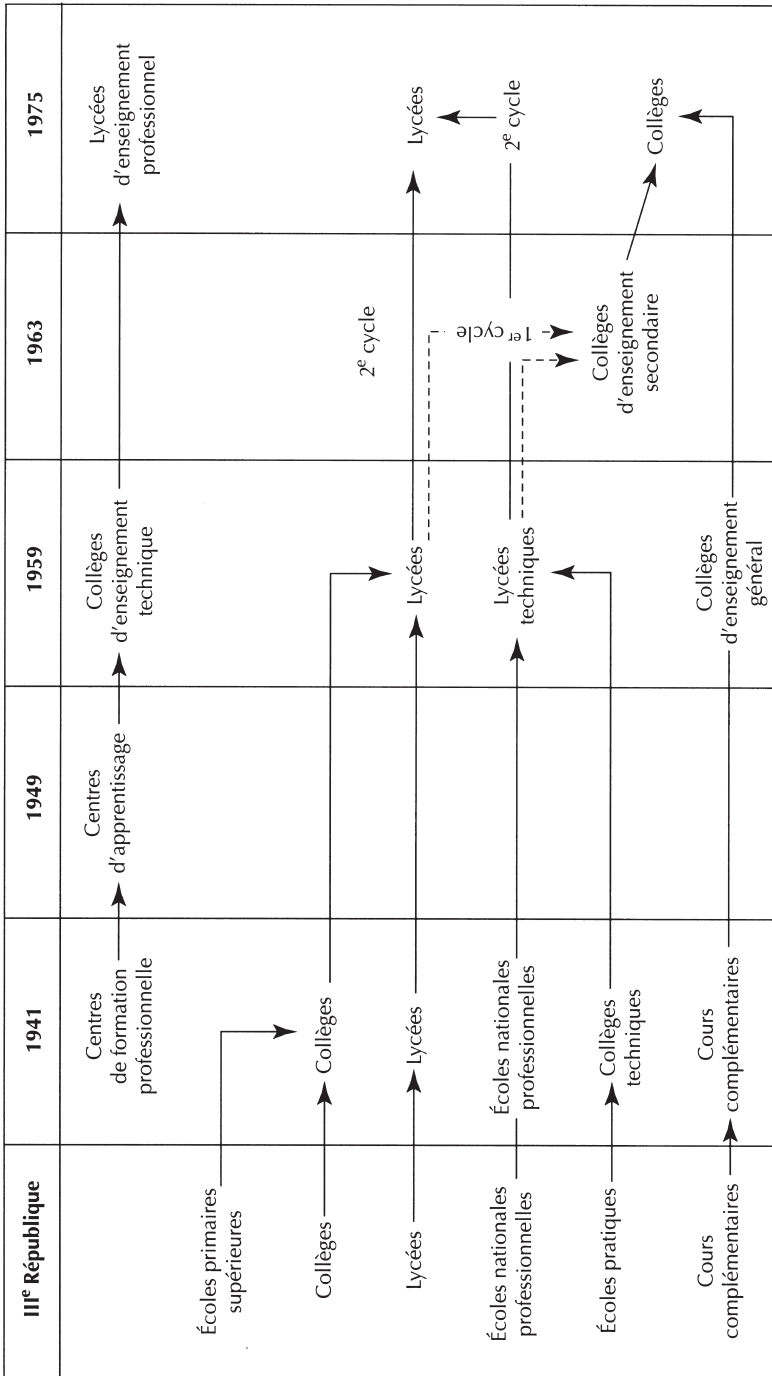 IIIᵉ République
1941
1949
1959
1963
1975
Centres
de formation
professionnelle
Centres
d'apprentissage
Collèges
d'enseignement
technique
Lycées
d'enseignement
professionnel
Écoles primaires
supérieures
Collèges
Collèges
Lycées
Lycées
Lycées
2ᵉ cycle
Lycées
1ᵉʳ cycle
Écoles nationales
professionnelles
Écoles nationales
professionnelles
Lycées
techniques
2ᵉ cycle
Écoles pratiques
Collèges
techniques
Collèges
d'enseignement
secondaire
Collèges
Cours
complémentaires
Cours
complémentaires
Collèges
d'enseignement
général